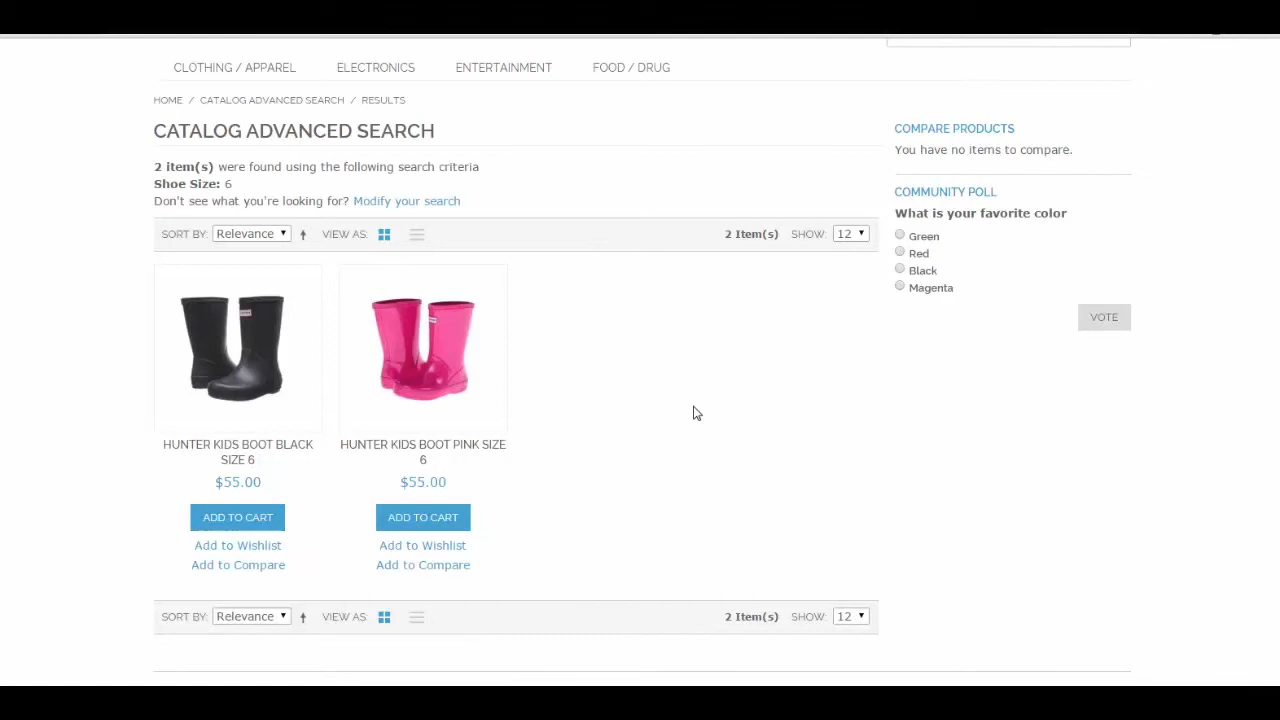 CLOTHING / APPAREL ELECTRONICS ENTERTAINMENT FOOD / DRUG
HOME / CATALOG ADVANCED SEARCH / RESULTS
CATALOG ADVANCED SEARCH
2 item(s) were found using the following search criteria
Shoe Size: 6
Don't see what you're looking for? Modify your search
SORT BY: Relevance VIEW AS: 2 Item(s) SHOW: 12
HUNTER KIDS BOOT BLACK
SIZE 6
$55.00
ADD TO CART
Add to Wishlist
Add to Compare
HUNTER KIDS BOOT PINK SIZE
6
$55.00
ADD TO CART
Add to Wishlist
Add to Compare
SORT BY: Relevance VIEW AS: 2 Item(s) SHOW: 12
COMPARE PRODUCTS
You have no items to compare.
COMMUNITY POLL
What is your favorite color
Green
Red
Black
Magenta
VOTE